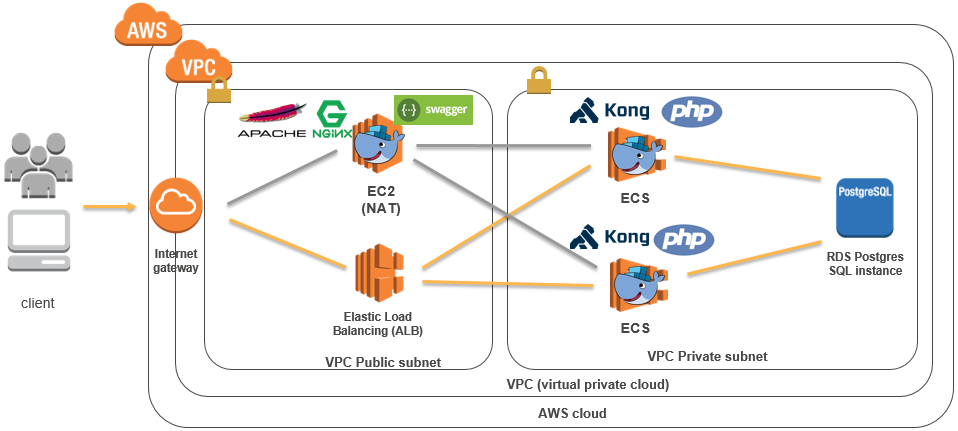 AWS
VPC
APACHE
NGiNX
swagger
Kong
php
EC2
(NAT)
ECS
PostgreSQL
Kong
php
Internet
gateway
RDS Postgres
SQL instance
client
Elastic Load
Balancing (ALB)
ECS
VPC Public subnet
VPC Private subnet
VPC (virtual private cloud)
AWS cloud